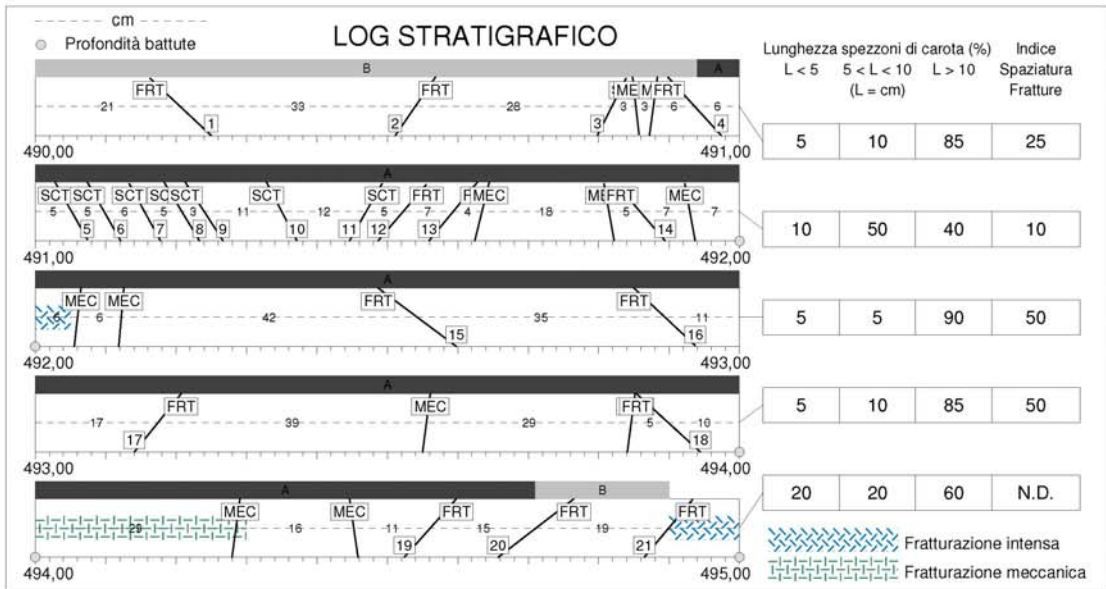 cm
Profondità battute
LOG STRATIGRAFICO
Lunghezza spezzoni di carota (%)
Indice
L < 5
5 < L < 10
L > 10
Spaziatura
(L = cm)
Fratture
B
A
FRT
FRT
ME
M
FRT
21
33
28
3
3
6
6
1
2
3
4
490,00
491,00
5
10
85
25
A
SCT
SCT
SCT
SCT
SCT
SCT
FRT
MEC
FRT
MEC
5
5
6
5
3
11
12
5
7
4
18
5
7
7
5
6
7
8
9
10
11
12
13
14
491,00
492,00
10
50
40
10
A
MEC
MEC
FRT
FRT
6
6
42
35
11
15
16
492,00
493,00
5
5
90
50
A
FRT
MEC
FRT
17
39
29
5
10
17
18
493,00
494,00
5
10
85
50
A
B
MEC
MEC
FRT
FRT
FRT
29
16
11
15
19
19
20
21
494,00
495,00
20
20
60
N.D.
Fratturazione intensa
Fratturazione meccanica